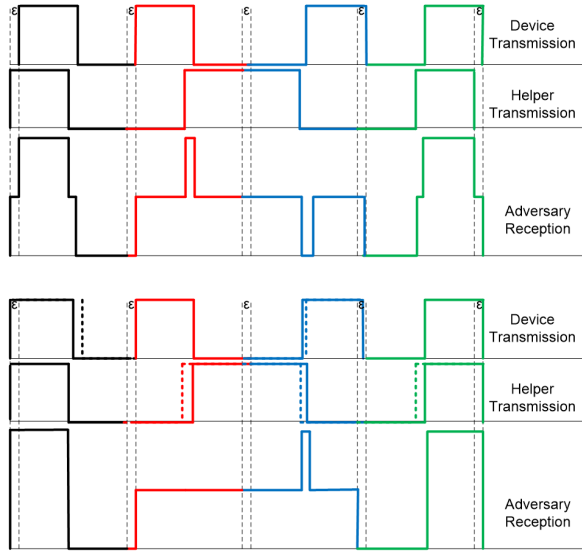 ε ε ε ε ε
Device
Transmission
Helper
Transmission
Adversary
Reception
ε ε ε ε ε
Device
Transmission
Helper
Transmission
Adversary
Reception